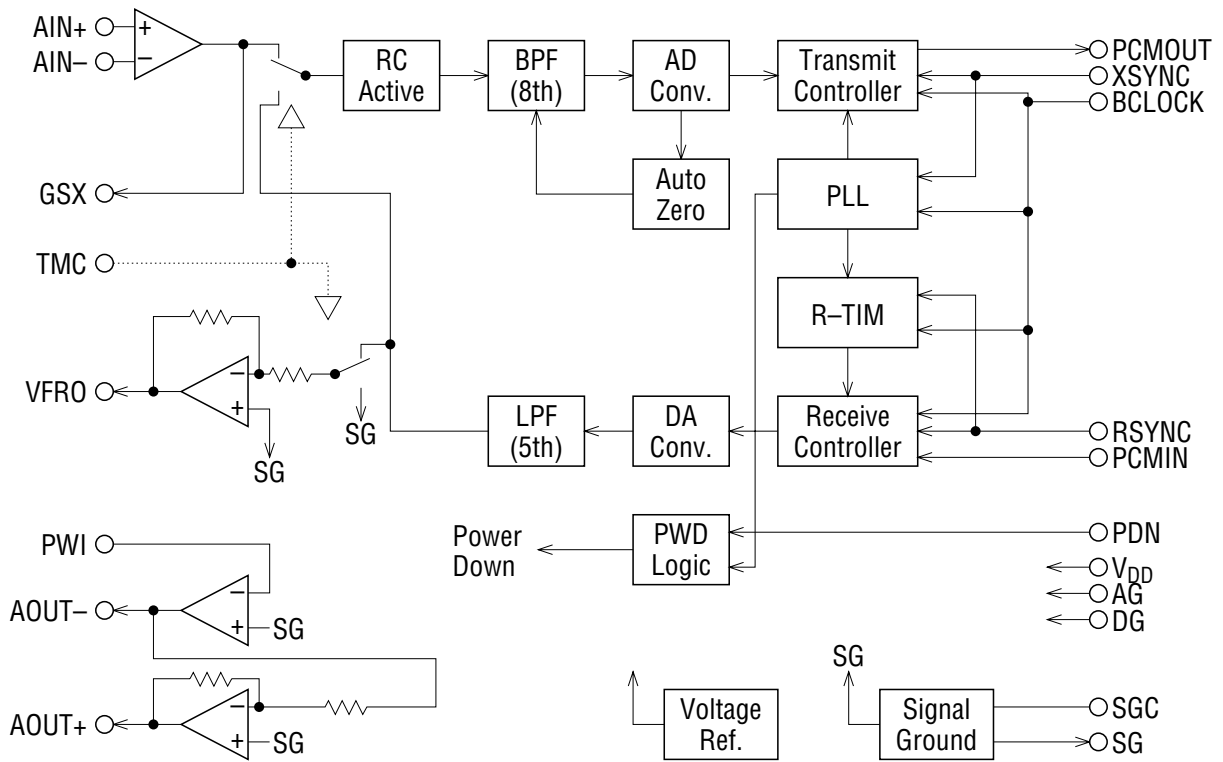 AIN+
AIN–
+
–
RC
Active
BPF
(8th)
AD
Conv.
Transmit
Controller
PCMOUT
XSYNC
BCLOCK
GSX
Auto
Zero
PLL
TMC
R–TIM
VFRO
–
+
SG
SG
LPF
(5th)
DA
Conv.
Receive
Controller
RSYNC
PCMIN
PWI
Power
Down
PWD
Logic
PDN
VDD
AG
DG
AOUT–
–
+
SG
AOUT+
–
+
SG
Voltage
Ref.
SG
Signal
Ground
SGC
SG